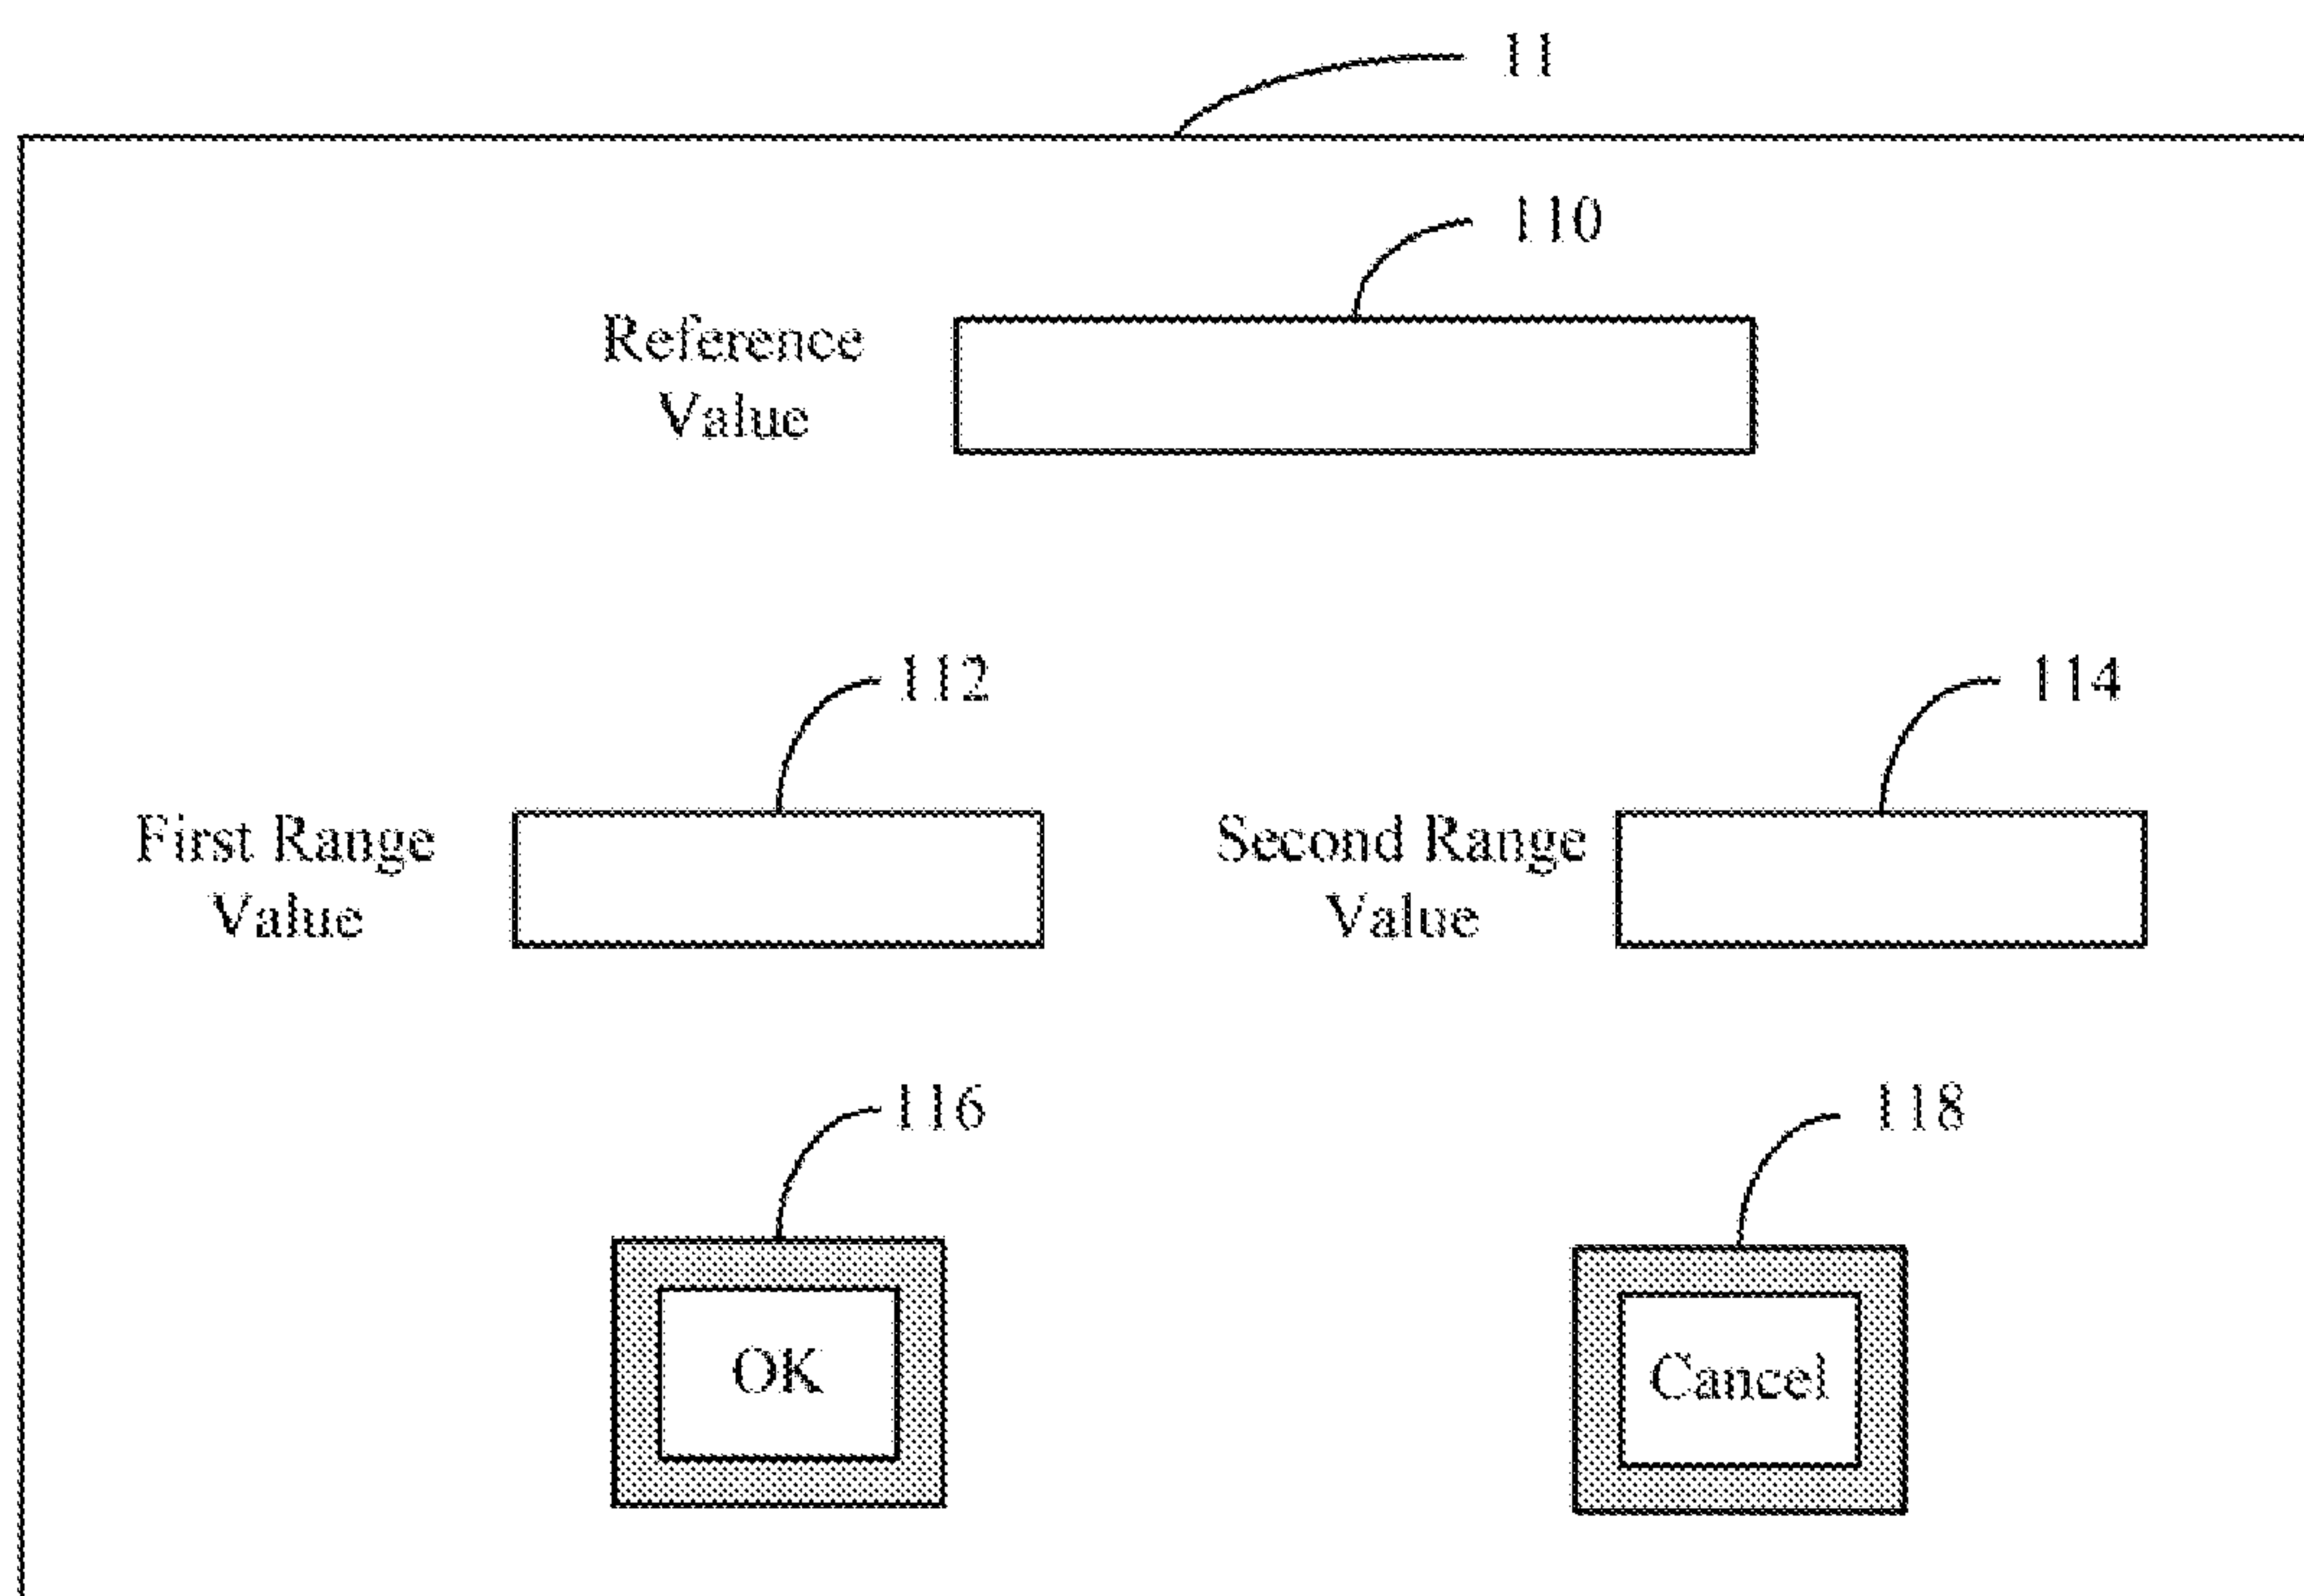 11
110
Reference
Value
112
114
First Range
Value
Second Range
Value
116
118
OK
Cancel